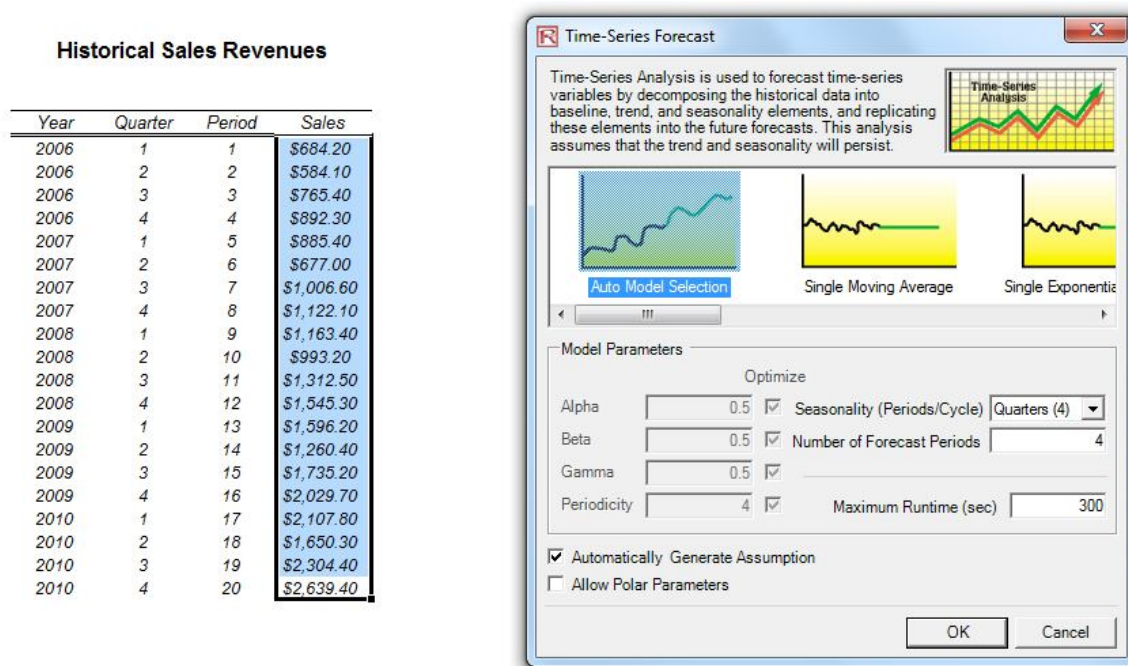 Historical Sales Revenues
Year Quarter Period Sales
2006 1 1 $684.20
2006 2 2 $584.10
2006 3 3 $765.40
2006 4 4 $892.30
2007 1 5 $885.40
2007 2 6 $677.00
2007 3 7 $1,006.60
2007 4 8 $1,122.10
2008 1 9 $1,163.40
2008 2 10 $993.20
2008 3 11 $1,312.50
2008 4 12 $1,545.30
2009 1 13 $1,596.20
2009 2 14 $1,260.40
2009 3 15 $1,735.20
2009 4 16 $2,029.70
2010 1 17 $2,107.80
2010 2 18 $1,650.30
2010 3 19 $2,304.40
2010 4 20 $2,639.40
R Time-Series Forecast
Time-Series Analysis is used to forecast time-series
variables by decomposing the historical data into
baseline, trend, and seasonality elements, and replicating
these elements into the future forecasts. This analysis
assumes that the trend and seasonality will persist.
Time-Series
Analysis
Auto Model Selection Single Moving Average Single Exponentia
Model Parameters
Optimize
Alpha 0.5 Seasonality (Periods/Cycle) Quarters (4)
Beta 0.5 Number of Forecast Periods 4
Gamma 0.5
Periodicity 4 Maximum Runtime (sec) 300
Automatically Generate Assumption
Allow Polar Parameters
OK Cancel